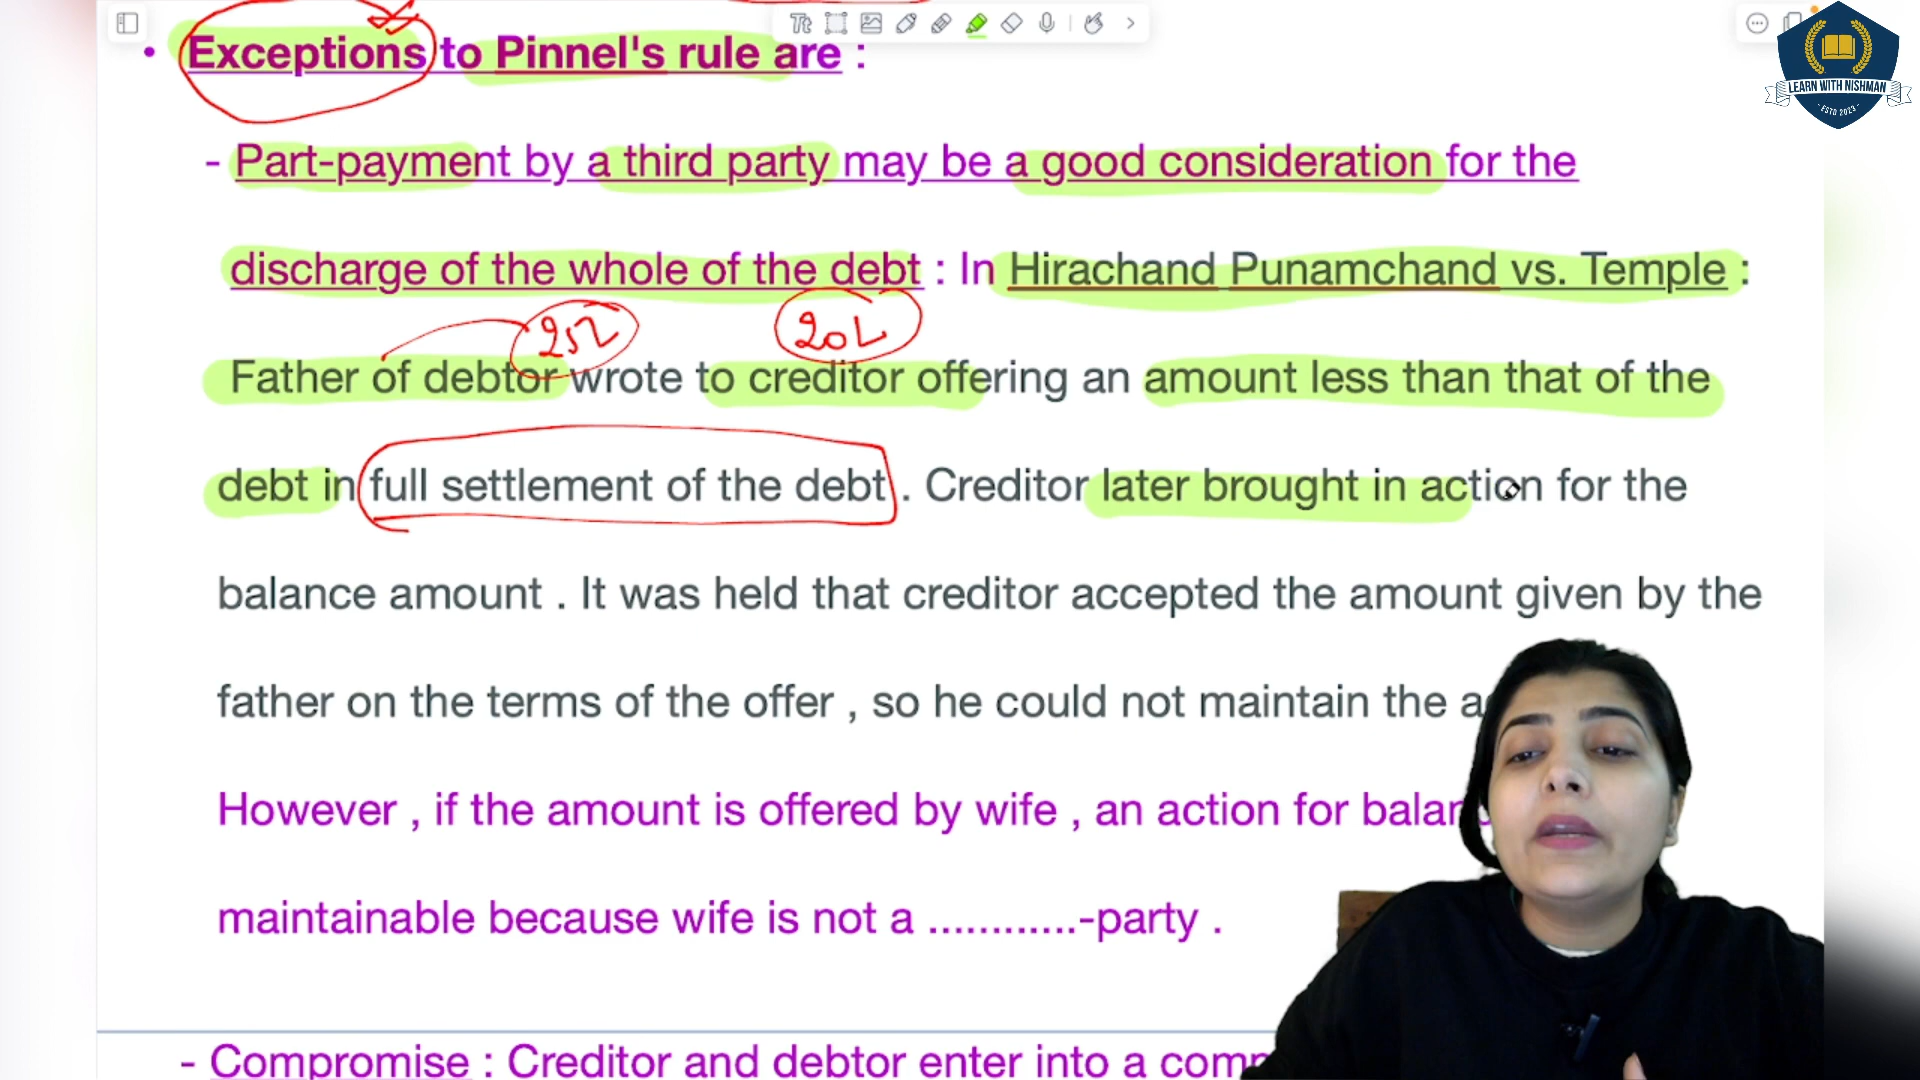 • Exceptions to Pinnel's rule are :
LEARN WITH NISHMAN
- ESTD 2023 -
- Part-payment by a third party may be a good consideration for the
discharge of the whole of the debt : In Hirachand Punamchand vs. Temple :
25L 20L
Father of debtor wrote to creditor offering an amount less than that of the
debt in full settlement of the debt . Creditor later brought in action for the
balance amount . It was held that creditor accepted the amount given by the
father on the terms of the offer , so he could not maintain the
However , if the amount is offered by wife , an action for
maintainable because wife is not a ............-party .
- Compromise : Creditor and debtor enter into a